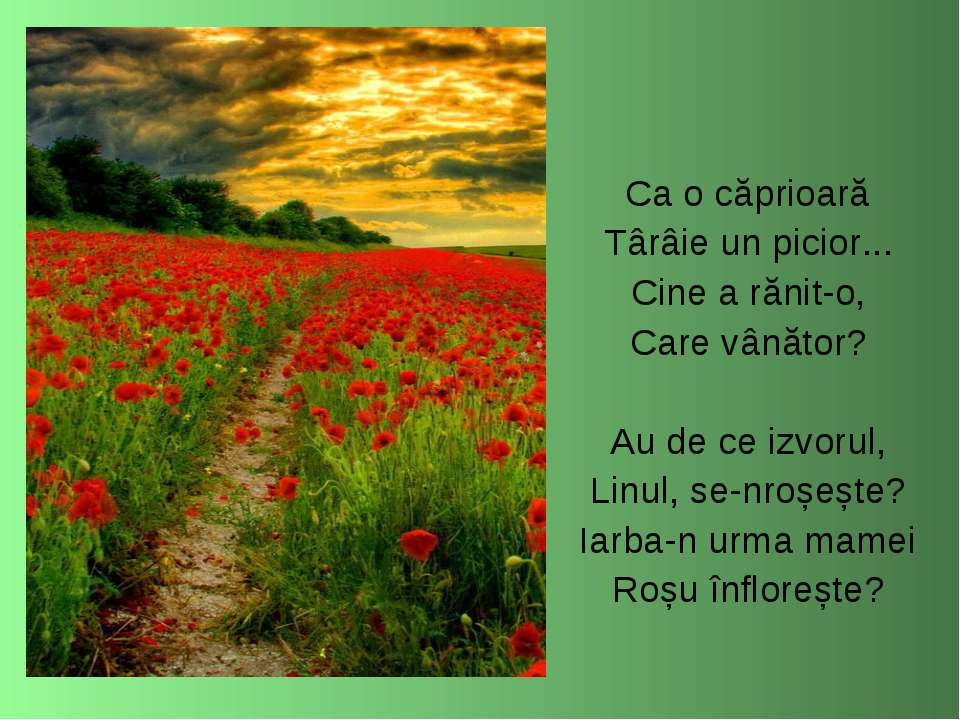 Ca o căprioară
Târâie un picior...
Cine a rănit-o,
Care vânător?

Au de ce izvorul,
Linul, se-nroșește?
Iarba-n urma mamei
Roșu înflorește?